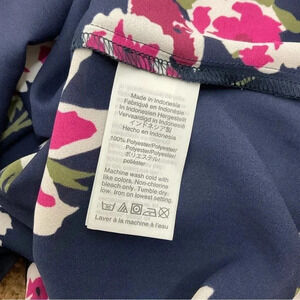 Made in Indonesia
Fabriqué en Indonésie
In Indonesien Hergestellt
Vervaardigd in Indonesie
インドネシア製
Hecho en Indonesia
100% Polyester/Polyester/
Polyester/Polyester/
ポリエステル/
poliéster
Machine wash cold with
like colors. Non-chlorine
bleach only. Tumble dry
low. Iron on lowest setting.
Laver à la machine à l'eau